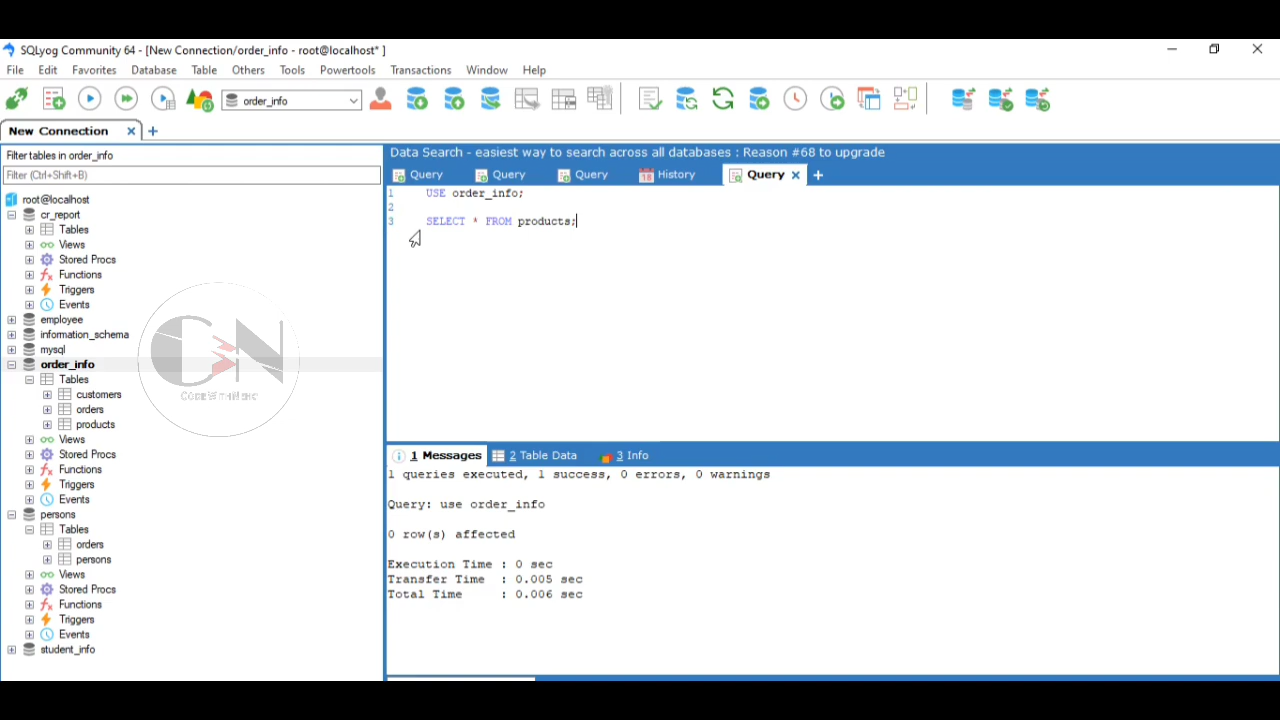 SQLyog Community 64 - [New Connection/order_info - root@localhost* ]
File Edit Favorites Database Table Others Tools Powertools Transactions Window Help
order_info
New Connection
Filter tables in order_info
Filter (Ctrl+Shift+B)
root@localhost
cr_report
Tables
Views
Stored Procs
Functions
Triggers
Events
employee
information_schema
mysql
order_info
Tables
customers
orders
products
Views
Stored Procs
Functions
Triggers
Events
persons
Tables
orders
persons
Views
Stored Procs
Functions
Triggers
Events
student_info
Data Search - easiest way to search across all databases : Reason #68 to upgrade
Query Query Query History Query
1 USE order_info;
2
3 SELECT * FROM products;
1 Messages 2 Table Data 3 Info
1 queries executed, 1 success, 0 errors, 0 warnings
Query: use order_info
0 row(s) affected
Execution Time : 0 sec
Transfer Time : 0.005 sec
Total Time : 0.006 sec